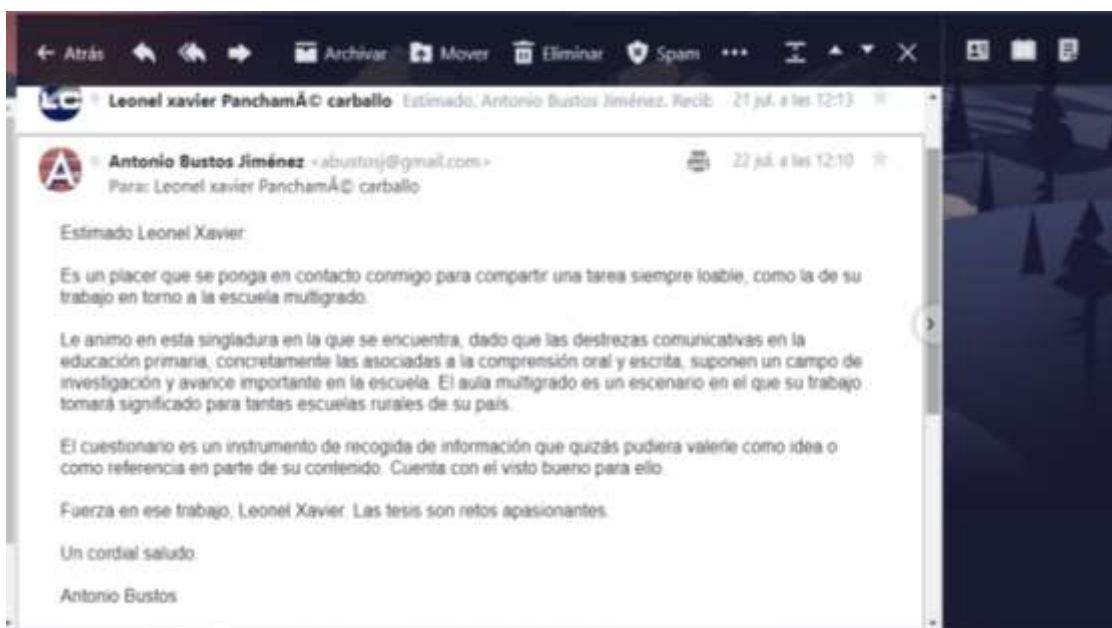 ← Atrás Archivar Mover Eliminar Spam •••
LC Leonel xavier PanchamÃ© carballo Estimado, Antonio Bustos Jiménez. Recib 21 jul. a las 12:13
A Antonio Bustos Jiménez <abustosj@gmail.com> 22 jul. a las 12:10
Para: Leonel xavier PanchamÃ© carballo
Estimado Leonel Xavier
Es un placer que se ponga en contacto conmigo para compartir una tarea siempre loable, como la de su
trabajo en torno a la escuela multigrado.
Le animo en esta singladura en la que se encuentra, dado que las destrezas comunicativas en la
educación primaria, concretamente las asociadas a la comprensión oral y escrita, suponen un campo de
investigación y avance importante en la escuela. El aula multigrado es un escenario en el que su trabajo
tomará significado para tantas escuelas rurales de su país.
El cuestionario es un instrumento de recogida de información que quizás pudiera valerle como idea o
como referencia en parte de su contenido. Cuenta con el visto bueno para ello.
Fuerza en ese trabajo, Leonel Xavier. Las tesis son retos apasionantes.
Un cordial saludo.
Antonio Bustos